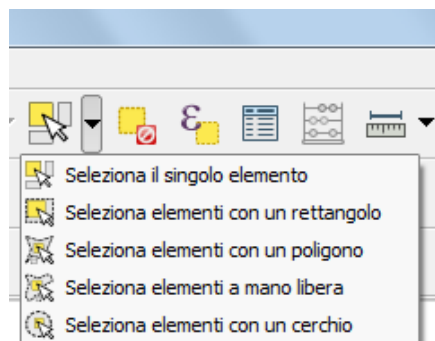 ε
Seleziona il singolo elemento
Seleziona elementi con un rettangolo
Seleziona elementi con un poligono
Seleziona elementi a mano libera
Seleziona elementi con un cerchio